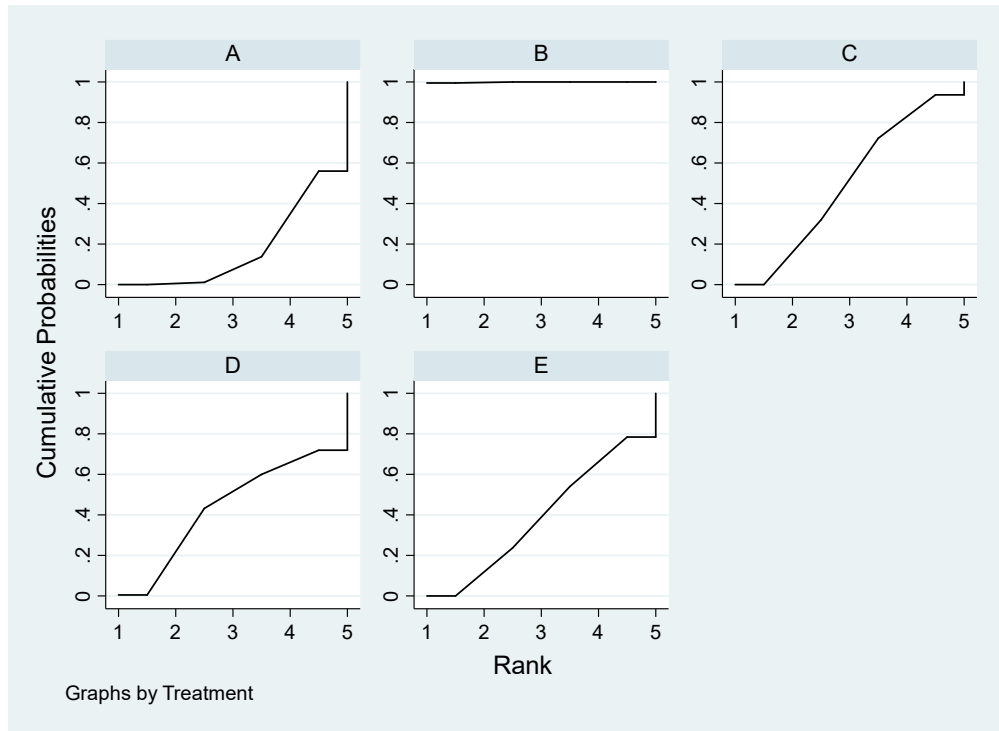 A
B
C
0 .2 .4 .6 .8 1
0 .2 .4 .6 .8 1
0 .2 .4 .6 .8 1
1 2 3 4 5
1 2 3 4 5
1 2 3 4 5
D
E
0 .2 .4 .6 .8 1
0 .2 .4 .6 .8 1
1 2 3 4 5
1 2 3 4 5
Cumulative Probabilities
Rank
Graphs by Treatment